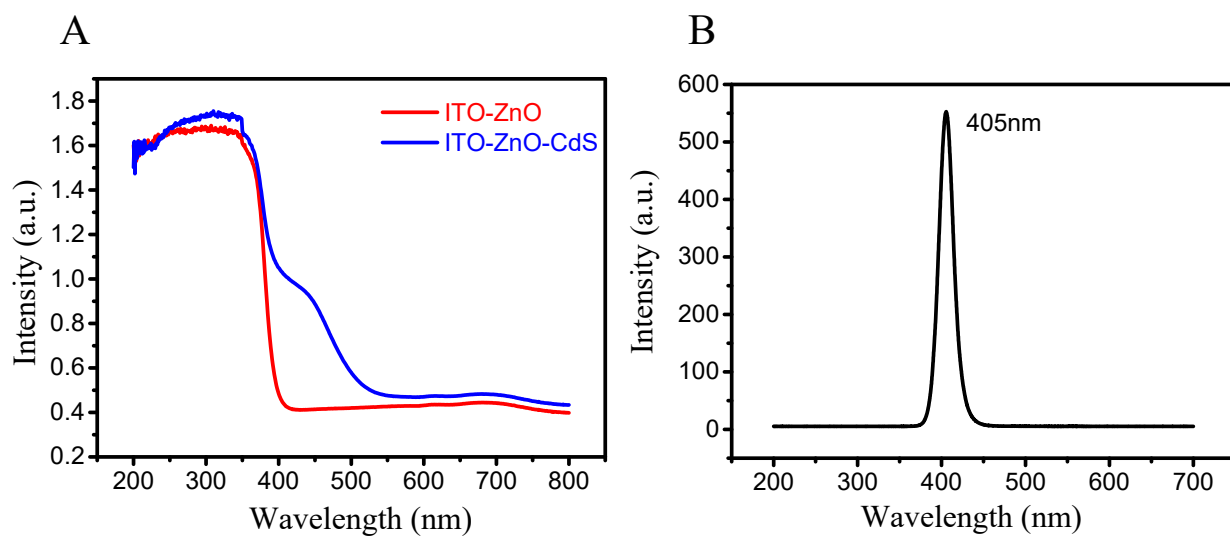 A
1.8
1.6
1.4
1.2
1.0
0.8
0.6
0.4
0.2
Intensity (a.u.)
ITO-ZnO
ITO-ZnO-CdS
200 300 400 500 600 700 800
Wavelength (nm)
B
600
500
400
300
200
100
0
Intensity (a.u.)
405nm
200 300 400 500 600 700
Wavelength (nm)